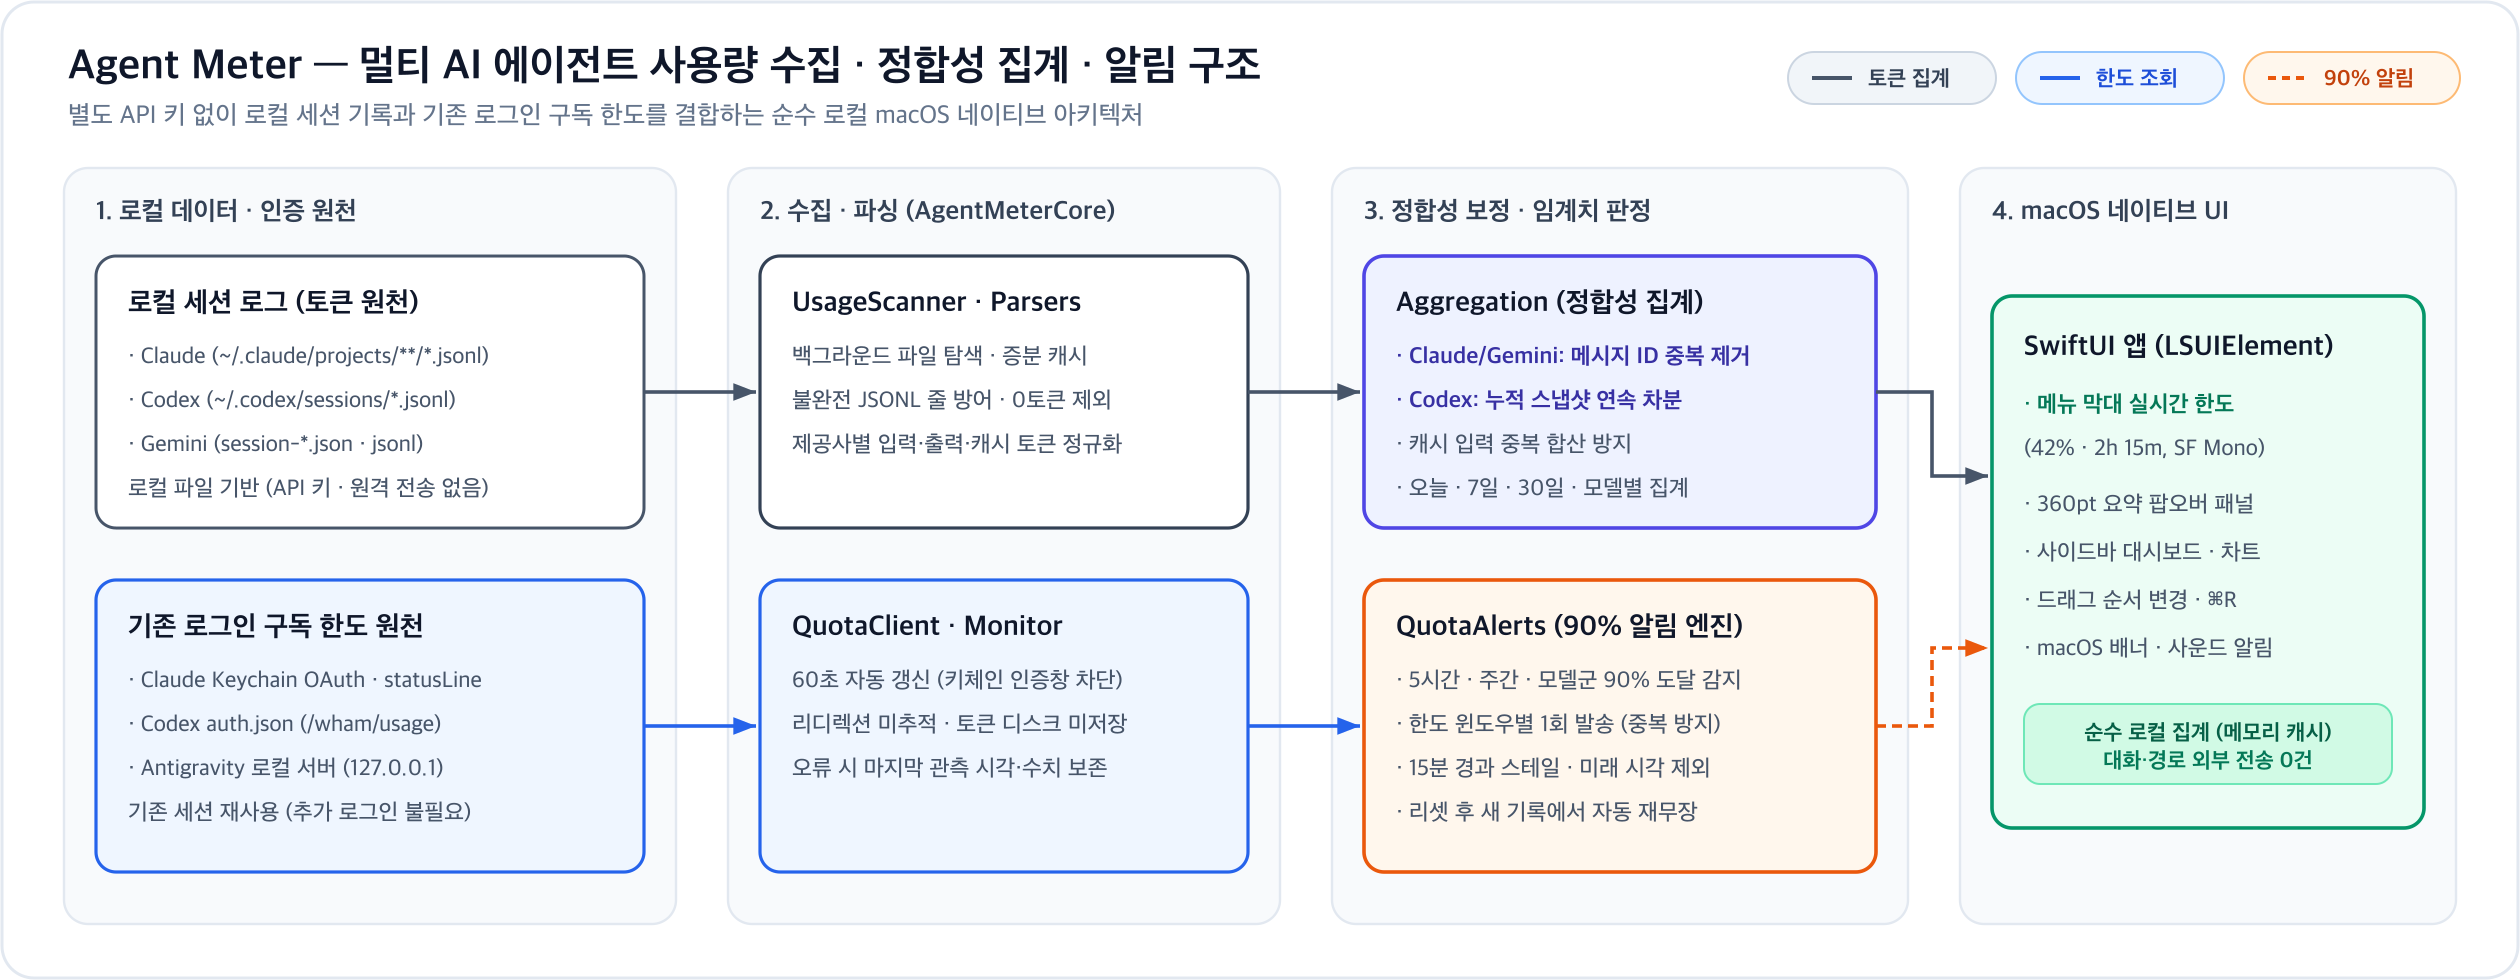 Agent Meter — 멀티 AI 에이전트 사용량 수집 · 정합성 집계 · 알림 구조
별도 API 키 없이 로컬 세션 기록과 기존 로그인 구독 한도를 결합하는 순수 로컬 macOS 네이티브 아키텍처
토큰 집계
한도 조회
90% 알림
1. 로컬 데이터 · 인증 원천
로컬 세션 로그 (토큰 원천)
· Claude (~/.claude/projects/**/*.jsonl)
· Codex (~/.codex/sessions/*.jsonl)
· Gemini (session-*.json · jsonl)
로컬 파일 기반 (API 키 · 원격 전송 없음)
기존 로그인 구독 한도 원천
· Claude Keychain OAuth · statusLine
· Codex auth.json (/wham/usage)
· Antigravity 로컬 서버 (127.0.0.1)
기존 세션 재사용 (추가 로그인 불필요)
2. 수집 · 파싱 (AgentMeterCore)
UsageScanner · Parsers
백그라운드 파일 탐색 · 증분 캐시
불완전 JSONL 줄 방어 · 0토큰 제외
제공사별 입력·출력·캐시 토큰 정규화
QuotaClient · Monitor
60초 자동 갱신 (키체인 인증창 차단)
리디렉션 미추적 · 토큰 디스크 미저장
오류 시 마지막 관측 시각·수치 보존
3. 정합성 보정 · 임계치 판정
Aggregation (정합성 집계)
· Claude/Gemini: 메시지 ID 중복 제거
· Codex: 누적 스냅샷 연속 차분
· 캐시 입력 중복 합산 방지
· 오늘 · 7일 · 30일 · 모델별 집계
QuotaAlerts (90% 알림 엔진)
· 5시간 · 주간 · 모델군 90% 도달 감지
· 한도 윈도우별 1회 발송 (중복 방지)
· 15분 경과 스테일 · 미래 시각 제외
· 리셋 후 새 기록에서 자동 재무장
4. macOS 네이티브 UI
SwiftUI 앱 (LSUIElement)
· 메뉴 막대 실시간 한도
(42% · 2h 15m, SF Mono)
· 360pt 요약 팝오버 패널
· 사이드바 대시보드 · 차트
· 드래그 순서 변경 · ⌘R
· macOS 배너 · 사운드 알림
순수 로컬 집계 (메모리 캐시)
대화·경로 외부 전송 0건